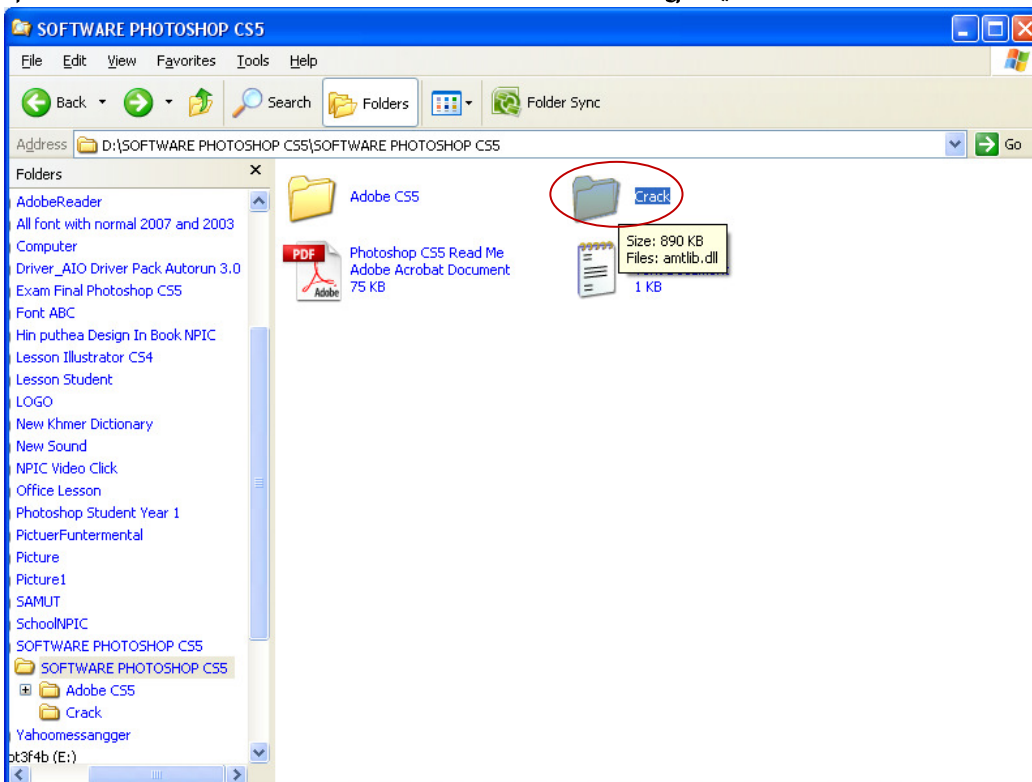 SOFTWARE PHOTOSHOP CS5
File Edit View Favorites Tools Help
Back Search Folders Folder Sync
Address D:\SOFTWARE PHOTOSHOP CS5\SOFTWARE PHOTOSHOP CS5 Go
Folders
AdobeReader
All font with normal 2007 and 2003
Computer
Driver_AIO Driver Pack Autorun 3.0
Exam Final Photoshop CS5
Font ABC
Hin puthea Design In Book NPIC
Lesson Illustrator CS4
Lesson Student
LOGO
New Khmer Dictionary
New Sound
NPIC Video Click
Office Lesson
Photoshop Student Year 1
PictuerFuntermental
Picture
Picture1
SAMUT
SchoolNPIC
SOFTWARE PHOTOSHOP CS5
SOFTWARE PHOTOSHOP CS5
Adobe CS5
Crack
Yahoomessangger
(E:)
Adobe CS5
Crack
PDF
Adobe
Photoshop CS5 Read Me
Adobe Acrobat Document
75 KB
Size: 890 KB
Files: amtlib.dll
1 KB